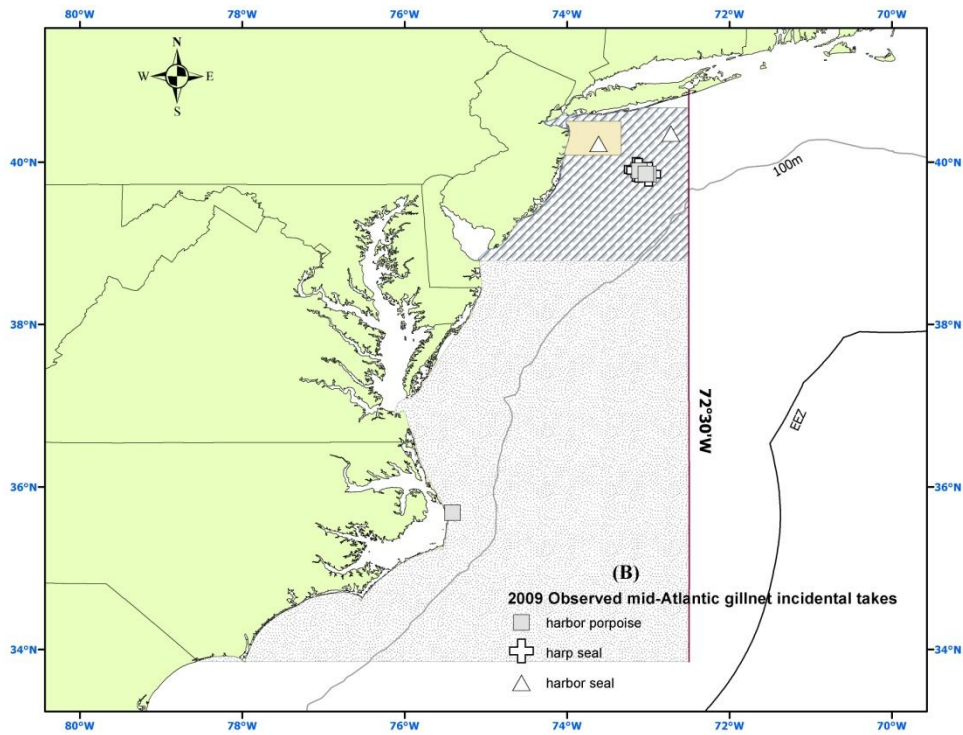 80°W 78°W 76°W 74°W 72°W 70°W
N
W E
S
40°N 40°N
100m
38°N 38°N
72°30'W
EEZ
36°N 36°N
(B)
2009 Observed mid-Atlantic gillnet incidental takes
harbor porpoise
harp seal
harbor seal
34°N 34°N
80°W 78°W 76°W 74°W 72°W 70°W